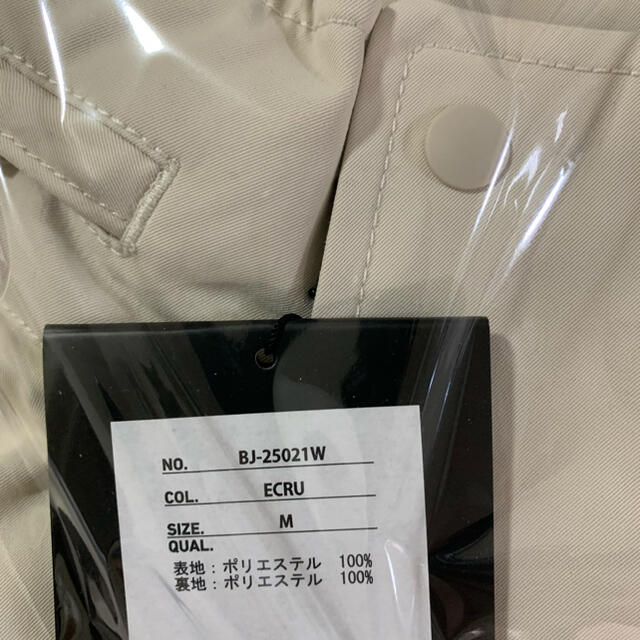 NO. BJ-25021W
COL. ECRU
SIZE. M
QUAL.
表地：ポリエステル 100%
裏地：ポリエステル 100%